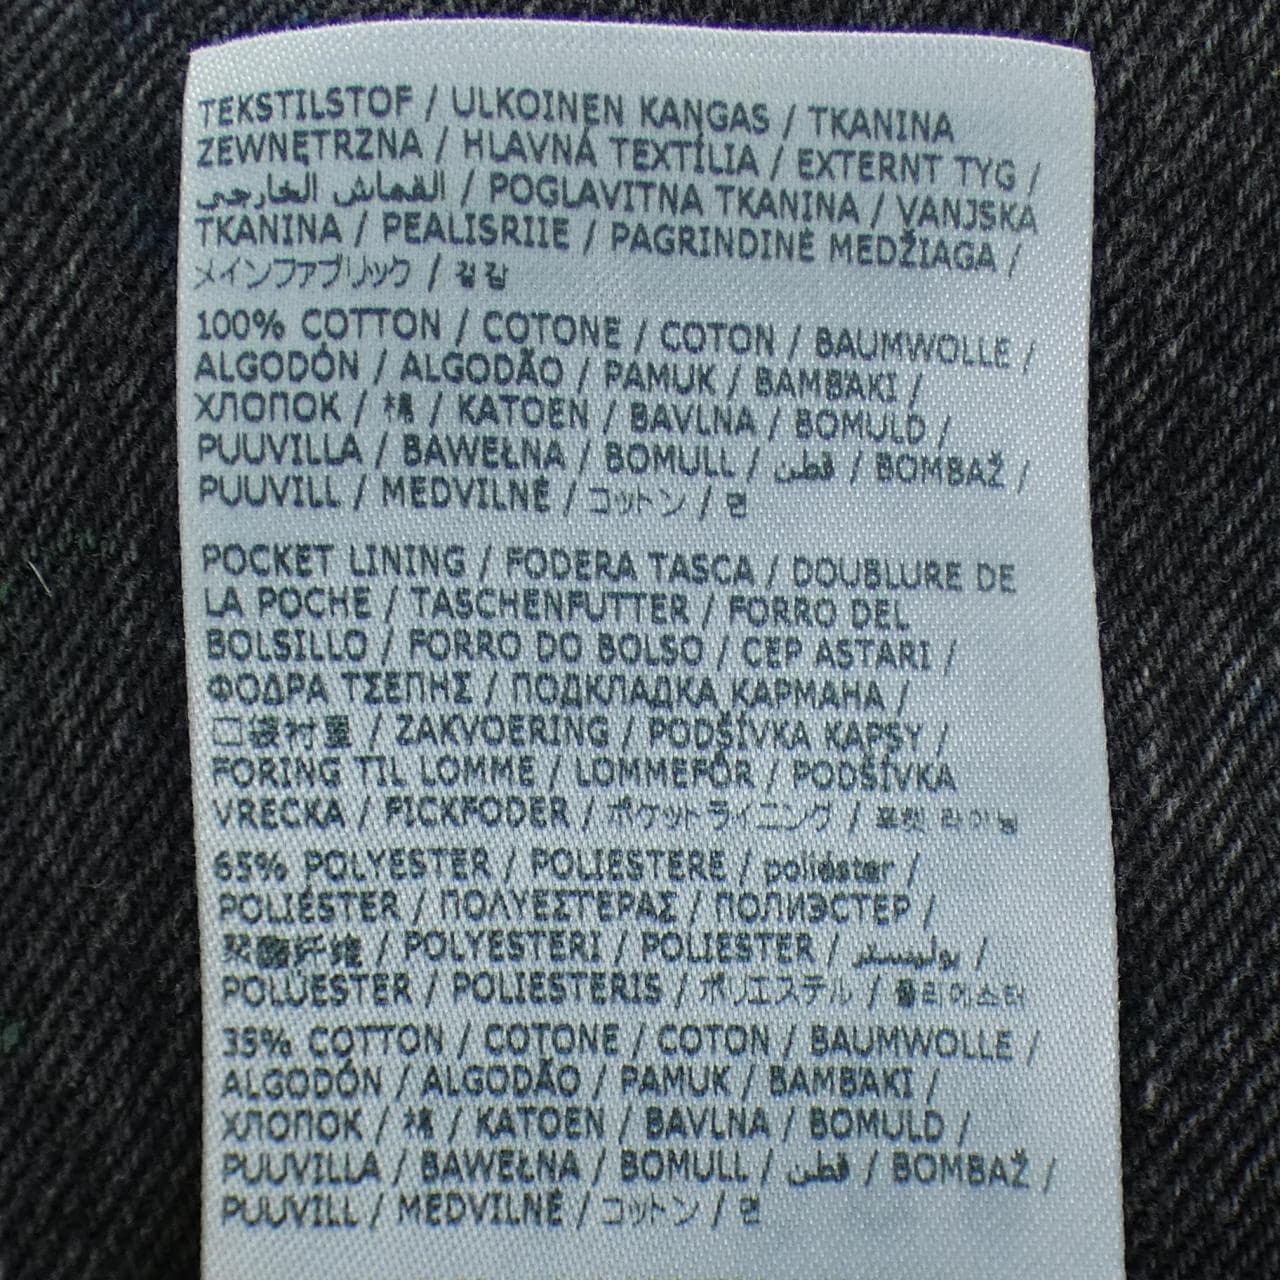 TEKSTILSTOF / ULKOINEN KANGAS / TKANINA
ZEWNĘTRZNA / HLAVNÁ TEXTÍLIA / EXTERNT TYG /
القماش الخارجي / POGLAVITNA TKANINA / VANJSKA
TKANINA / PEALISRIIE / PAGRINDINĖ MEDŽIAGA /
メインファブリック / 겉감
100% COTTON / COTONE / COTON / BAUMWOLLE /
ALGODÓN / ALGODÃO / PAMUK / ΒΑΜΒΆΚΙ /
ХЛОПОК / 棉 / KATOEN / BAVLNA / BOMULD /
PUUVILLA / BAWEŁNA / BOMULL / قطن / BOMBAŽ /
PUUVILL / MEDVILNĖ / コットン / 면
POCKET LINING / FODERA TASCA / DOUBLURE DE
LA POCHE / TASCHENFUTTER / FORRO DEL
BOLSILLO / FORRO DO BOLSO / CEP ASTARI /
ΦΟΔΡΑ ΤΣΕΠΗΣ / ПОДКЛАДКА КАРМАНА /
口袋衬里 / ZAKVOERING / PODŠÍVKA KAPSY /
FORING TIL LOMME / LOMMEFÔR / PODŠÍVKA
VRECKA / FICKFODER / ポケットライニング / 포켓 라이닝
65% POLYESTER / POLIESTERE / poliéster /
POLIÉSTER / ΠΟΛΥΕΣΤΕΡΑΣ / ПОЛИЭСТЕР /
聚酯纤维 / POLYESTERI / POLIESTER / بوليستر /
POLÜESTER / POLIESTERIS / ポリエステル / 폴리에스터
35% COTTON / COTONE / COTON / BAUMWOLLE /
ALGODÓN / ALGODÃO / PAMUK / ΒΑΜΒΆΚΙ /
ХЛОПОК / 棉 / KATOEN / BAVLNA / BOMULD /
PUUVILLA / BAWEŁNA / BOMULL / قطن / BOMBAŽ /
PUUVILL / MEDVILNĖ / コットン / 면